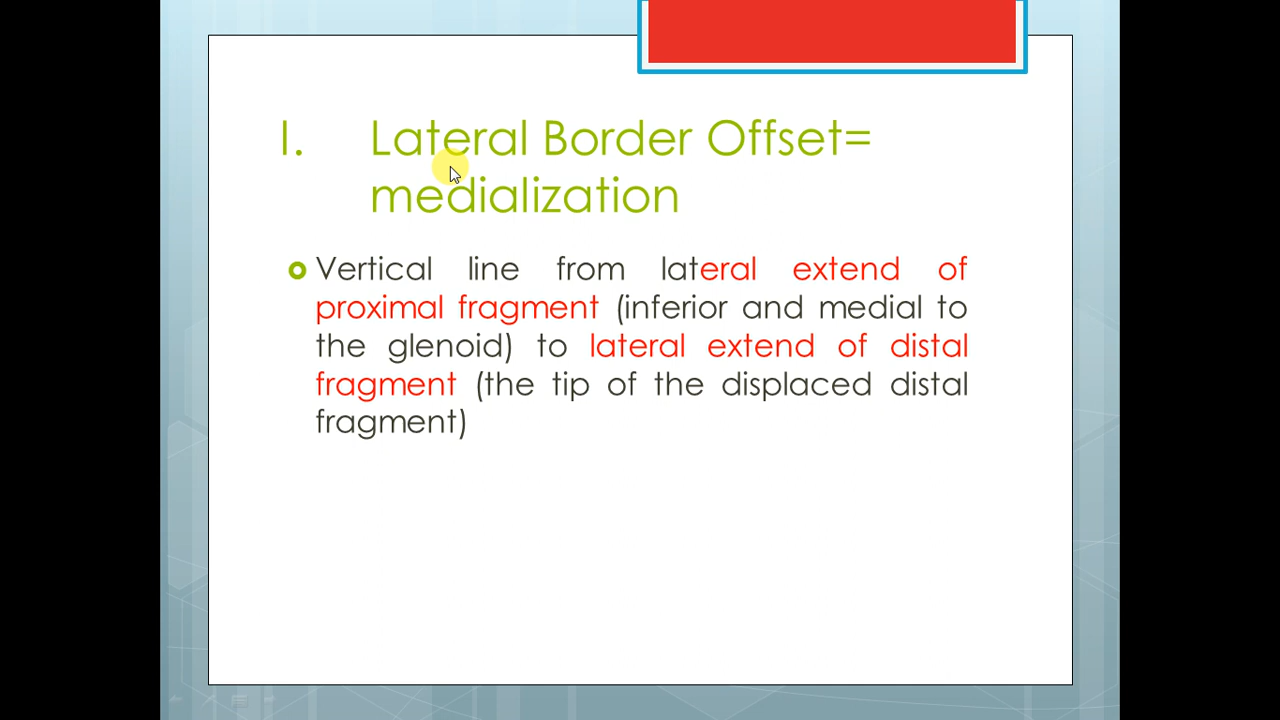 I. Lateral Border Offset=
medialization
Vertical line from lateral extend of
proximal fragment (inferior and medial to
the glenoid) to lateral extend of distal
fragment (the tip of the displaced distal
fragment)